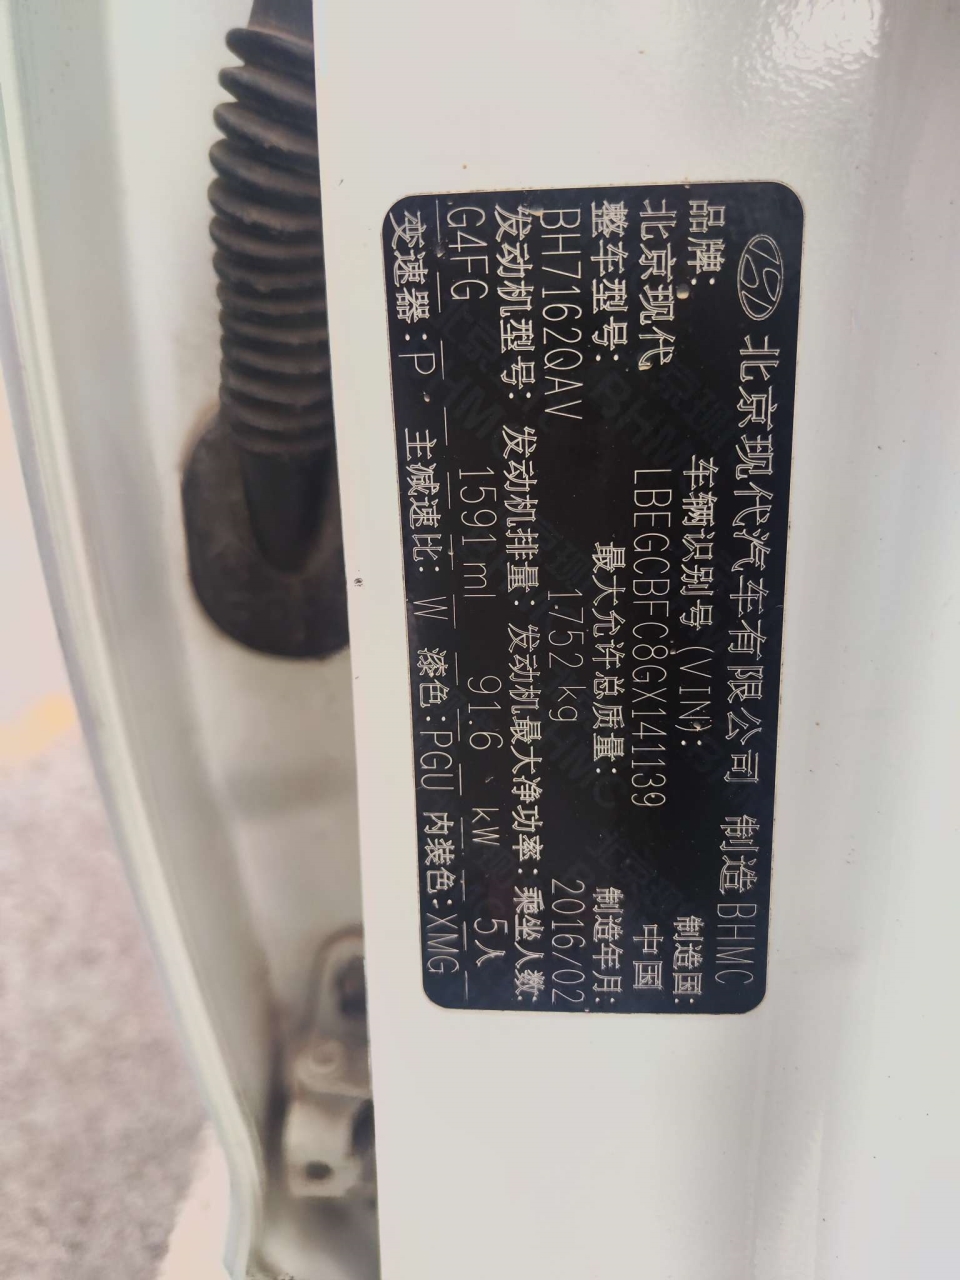 北京现代汽车有限公司 制造 BHMC
品牌: 车辆识别号(VIN): 制造国:
北京现代 LBEGCBFC8GX141139 中国
整车型号: 最大允许总质量: 制造年月:
BH7162QAV 1752 kg 2016/02
发动机型号: 发动机排量: 发动机最大净功率: 乘坐人数:
G4FG 1591 ml 91.6 kW 5人
变速器:P 主减速比: W 漆色:PGU 内装色:XMG